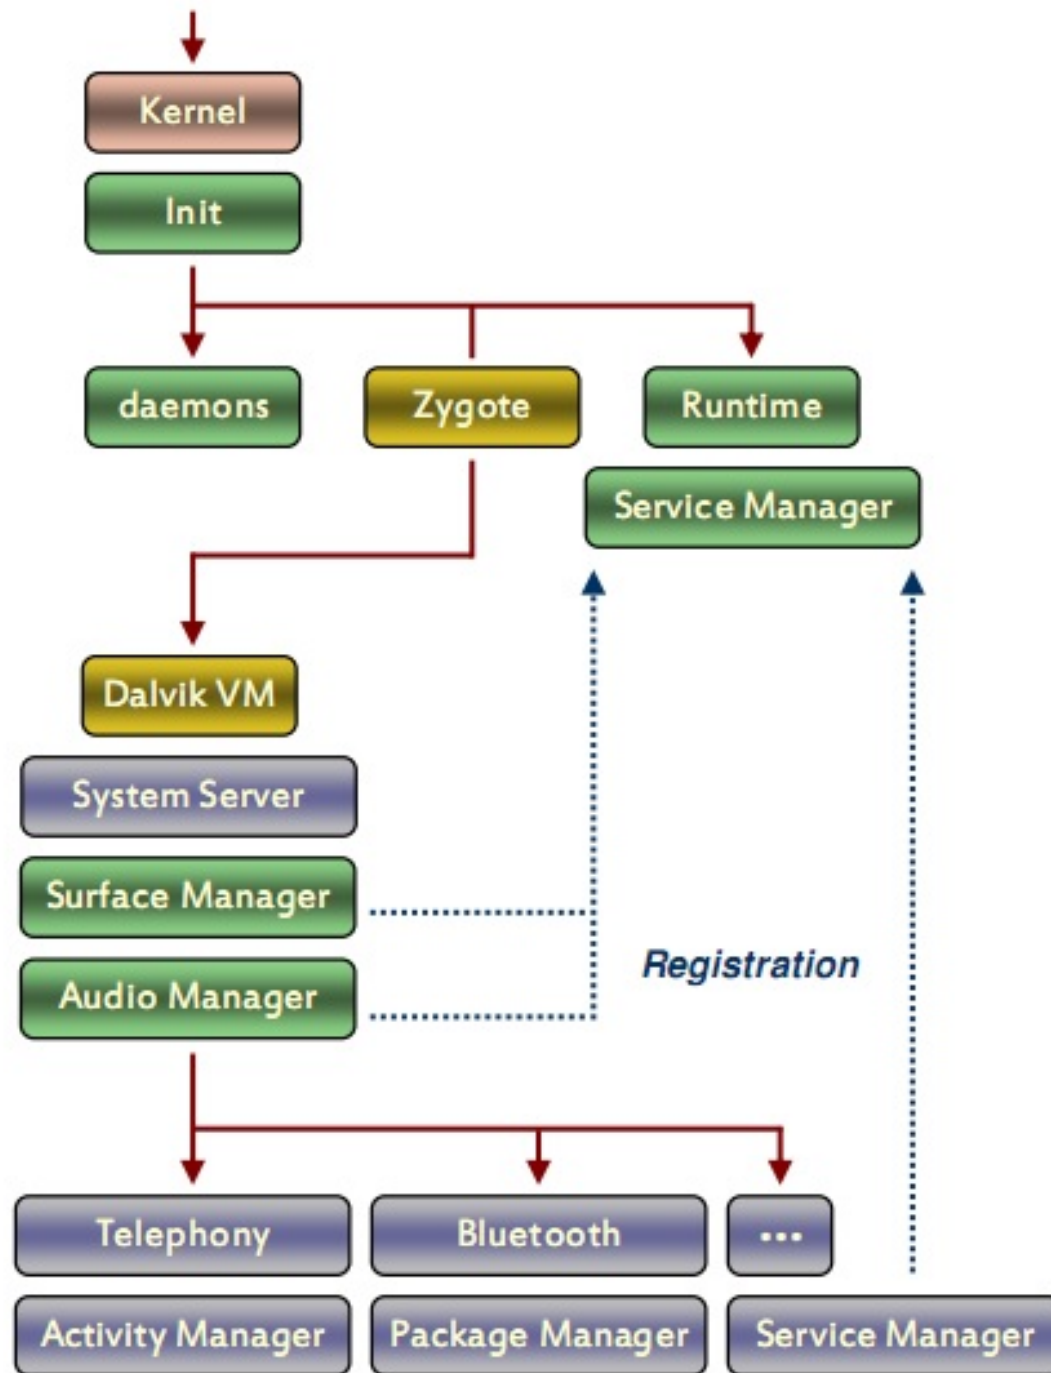 Kernel
Init
daemons
Zygote
Runtime
Service Manager
Dalvik VM
System Server
Surface Manager
Audio Manager
Registration
Telephony
Bluetooth
...
Activity Manager
Package Manager
Service Manager